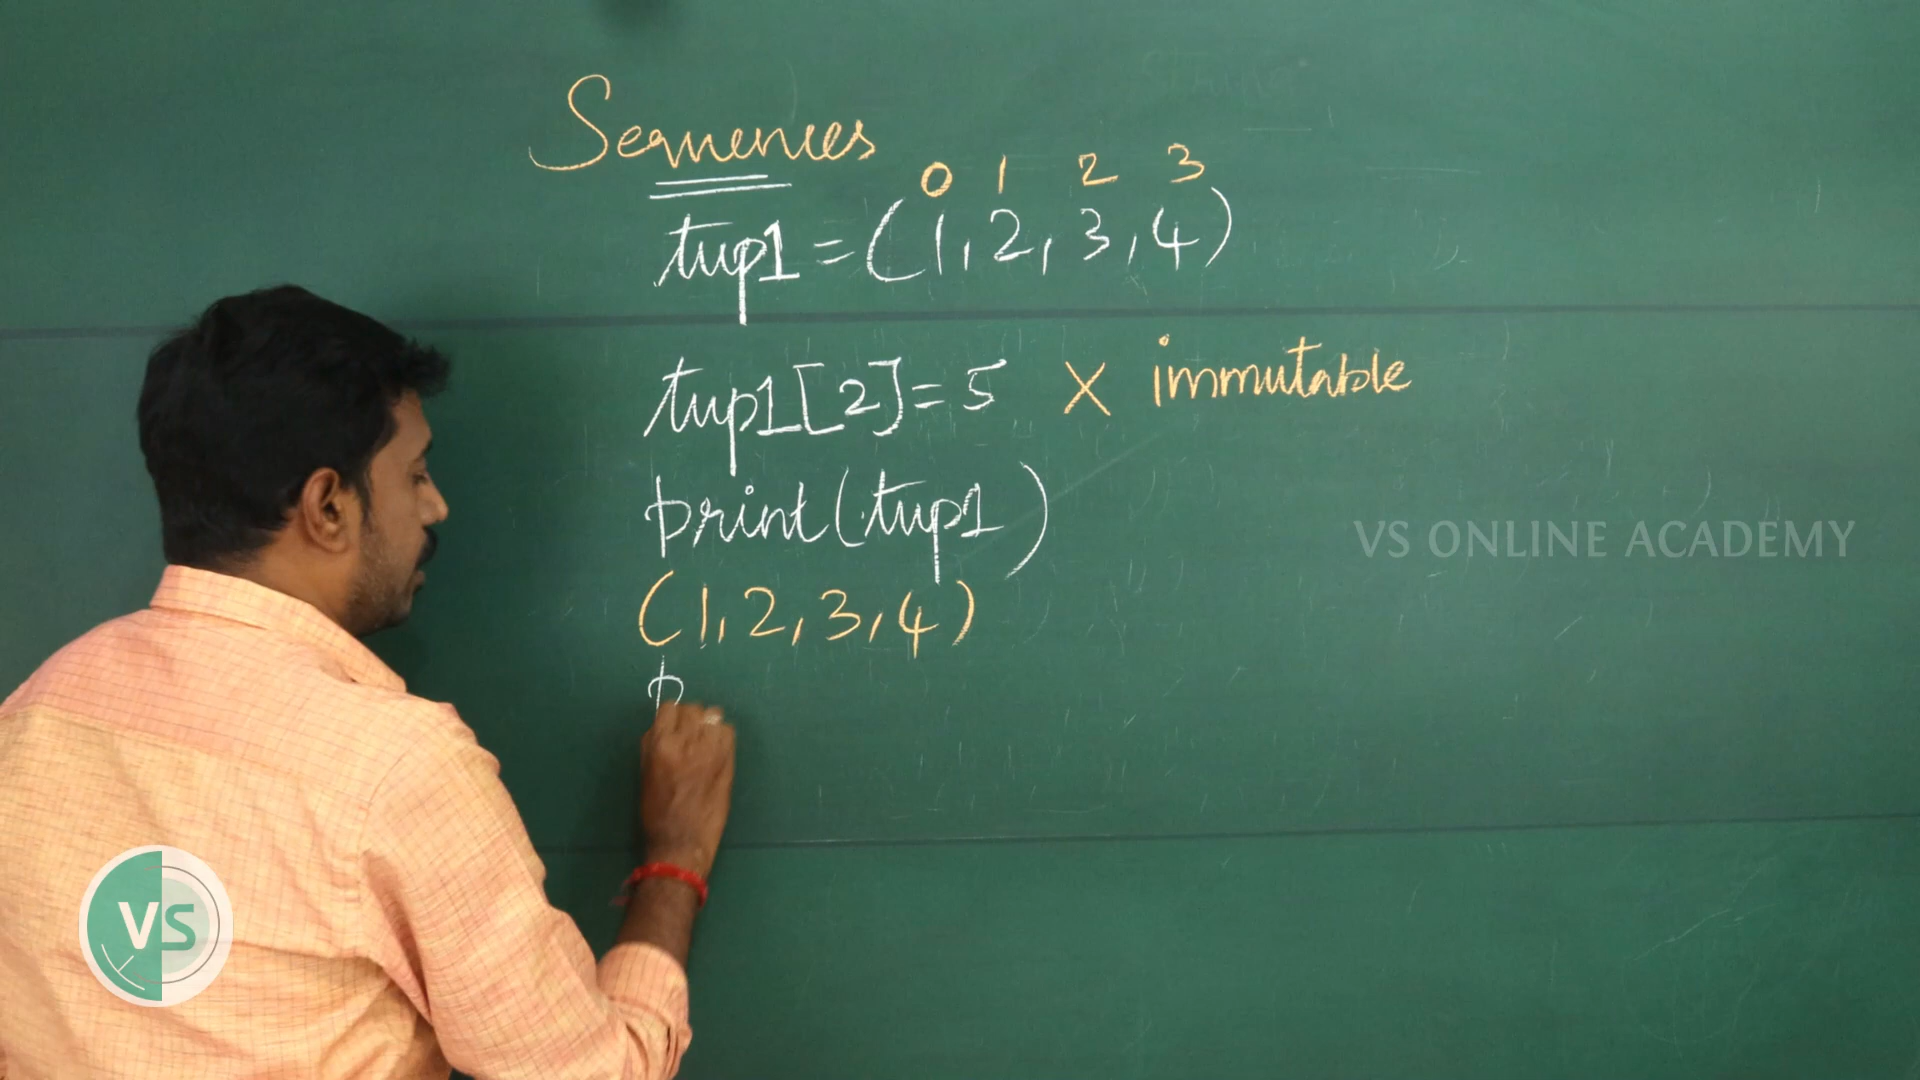 Sequences
0 1 2 3
tup1 = (1, 2, 3, 4)
tup1[2] = 5 X immutable
print(tup1)
(1, 2, 3, 4)
p
VS ONLINE ACADEMY
VS